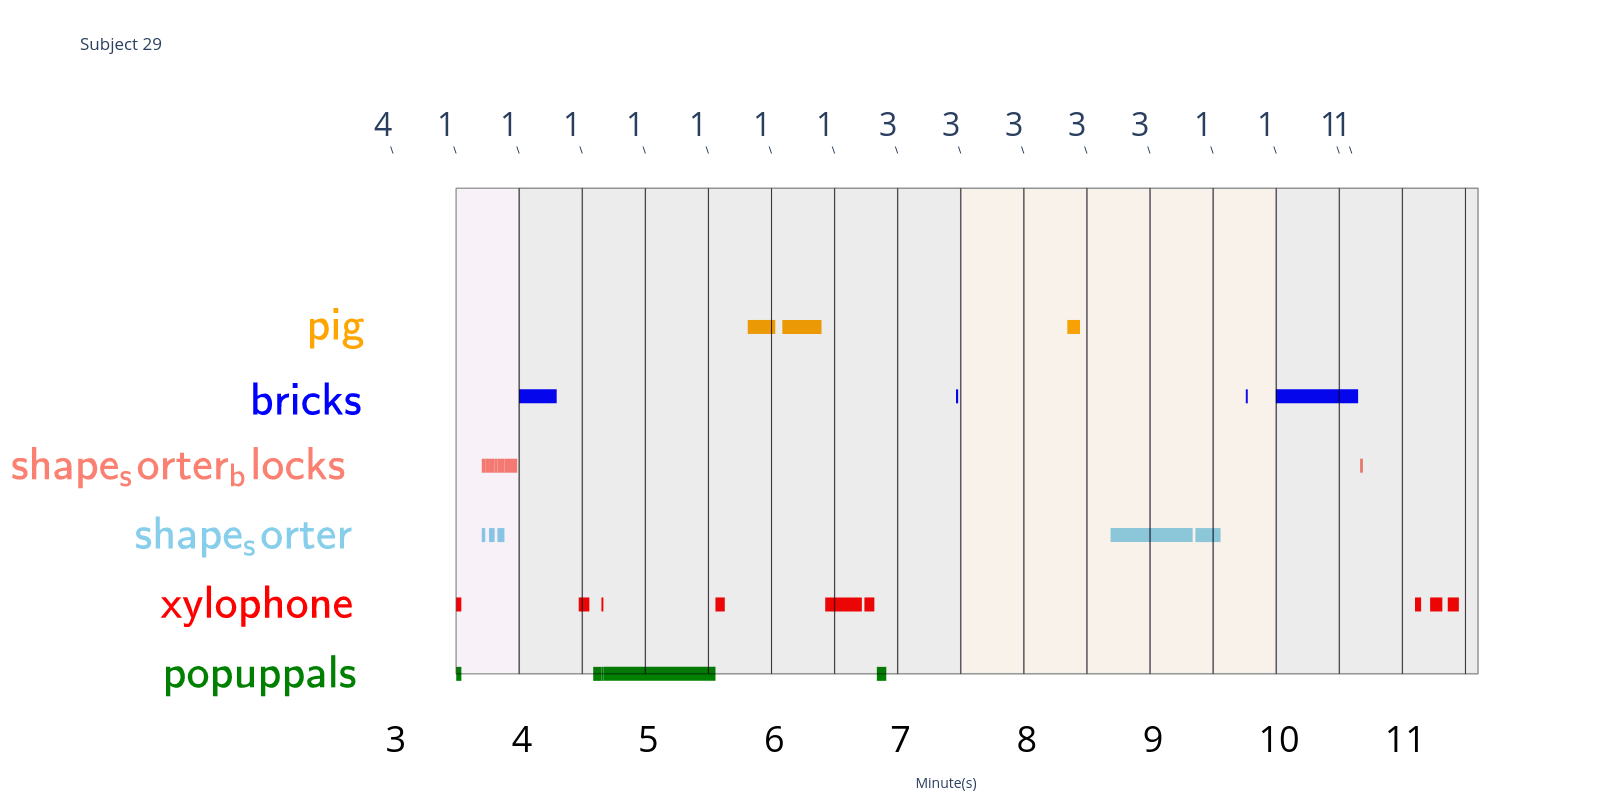 Subject 29
4 1 1 1 1 1 1 1 3 3 3 3 3 1 1 11
pig
bricks
shapesorterblocks
shapesorter
xylophone
popuppals
3 4 5 6 7 8 9 10 11
Minute(s)